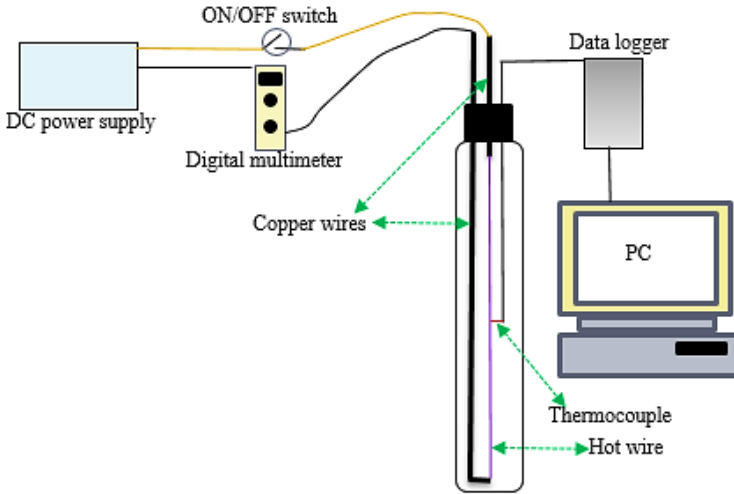 ON/OFF switch
Data logger
DC power supply
Digital multimeter
Copper wires
PC
Thermocouple
Hot wire